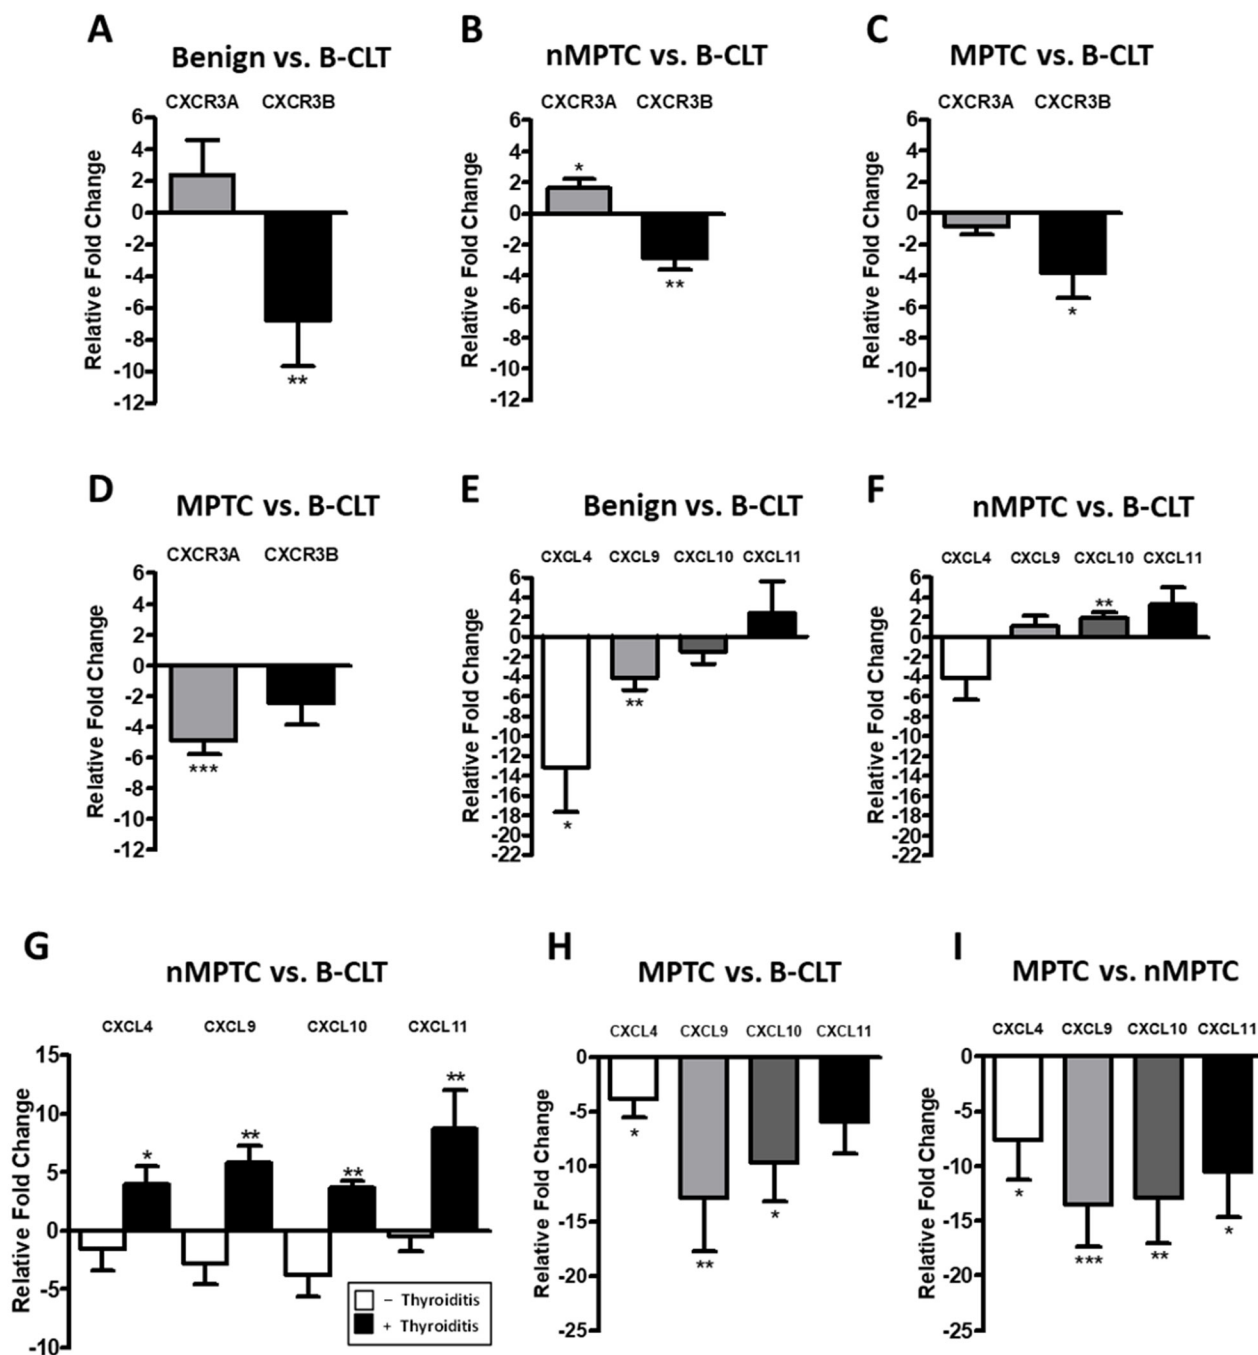 A
Benign vs. B-CLT
CXCR3A CXCR3B
Relative Fold Change
6
4
2
0
-2
-4
-6
-8
-10
-12
**
B
nMPTC vs. B-CLT
CXCR3A CXCR3B
Relative Fold Change
6
4
2
0
-2
-4
-6
-8
-10
-12
*
**
C
MPTC vs. B-CLT
CXCR3A CXCR3B
Relative Fold Change
6
4
2
0
-2
-4
-6
-8
-10
-12
*
D
MPTC vs. B-CLT
CXCR3A CXCR3B
Relative Fold Change
6
4
2
0
-2
-4
-6
-8
-10
-12
***
E
Benign vs. B-CLT
CXCL4 CXCL9 CXCL10 CXCL11
Relative Fold Change
6
4
2
0
-2
-4
-6
-8
-10
-12
-14
-16
-18
-20
-22
*
**
F
nMPTC vs. B-CLT
CXCL4 CXCL9 CXCL10 CXCL11
Relative Fold Change
6
4
2
0
-2
-4
-6
-8
-10
-12
-14
-16
-18
-20
-22
**
G
nMPTC vs. B-CLT
CXCL4 CXCL9 CXCL10 CXCL11
Relative Fold Change
15
10
5
0
-5
-10
*
**
**
**
− Thyroiditis
+ Thyroiditis
H
MPTC vs. B-CLT
CXCL4 CXCL9 CXCL10 CXCL11
Relative Fold Change
0
-5
-10
-15
-20
-25
*
**
*
I
MPTC vs. nMPTC
CXCL4 CXCL9 CXCL10 CXCL11
Relative Fold Change
0
-5
-10
-15
-20
-25
*
***
**
*